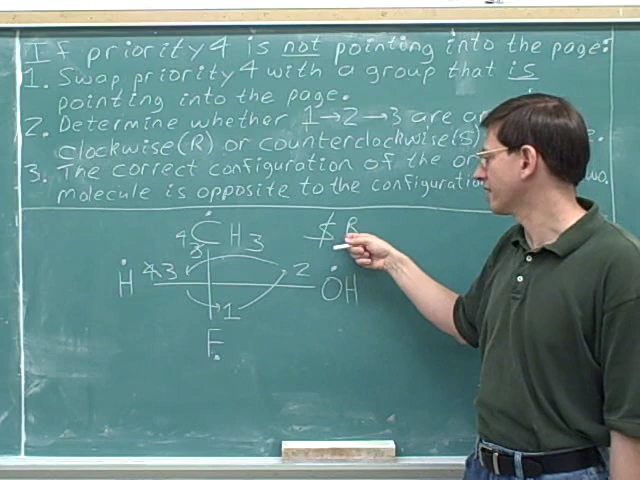 If priority 4 is not pointing into the page:
1. Swap priority 4 with a group that is
pointing into the page.
2. Determine whether 1→2→3 are
clockwise (R) or counterclockwise (S)
3. The correct configuration of the
molecule is opposite to the
4 CH3 $ R
3
H 4 3 2 OH
1
F